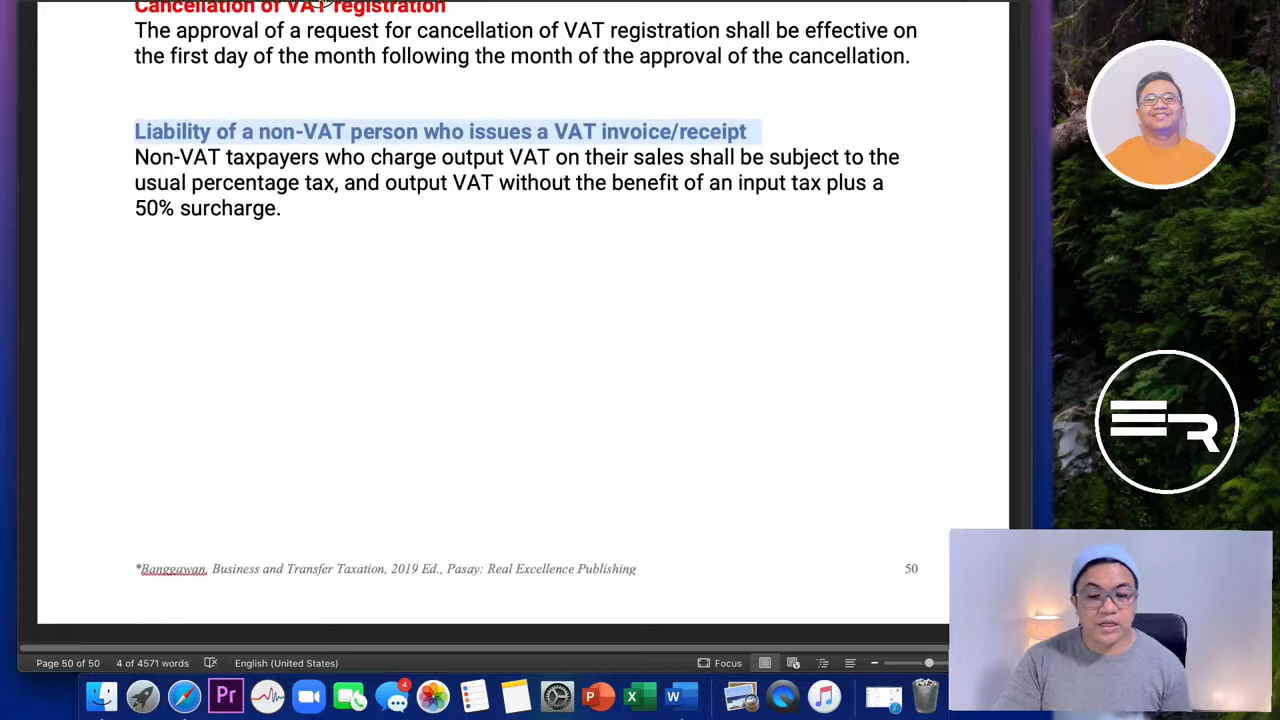 Cancellation of VAT registration
The approval of a request for cancellation of VAT registration shall be effective on
the first day of the month following the month of the approval of the cancellation.
Liability of a non-VAT person who issues a VAT invoice/receipt
Non-VAT taxpayers who charge output VAT on their sales shall be subject to the
usual percentage tax, and output VAT without the benefit of an input tax plus a
50% surcharge.
*Banggawan, Business and Transfer Taxation, 2019 Ed., Pasay: Real Excellence Publishing
50
ER
Page 50 of 50
4 of 4571 words
English (United States)
Focus
Pr
4
P
X
W